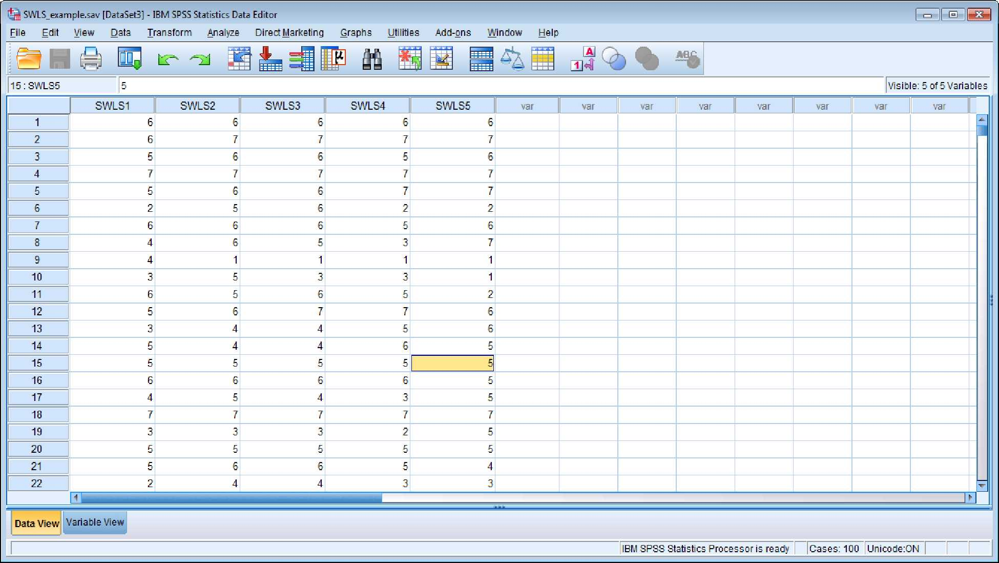 SWLS_example.sav [DataSet3] - IBM SPSS Statistics Data Editor
File Edit View Data Transform Analyze Direct Marketing Graphs Utilities Add-ons Window Help
μ A 1 ABC
15 : SWLS5 5 Visible: 5 of 5 Variables
SWLS1 SWLS2 SWLS3 SWLS4 SWLS5 var var var var var var var var
1 6 6 6 6 6
2 6 7 7 7 7
3 5 6 6 5 6
4 7 7 7 7 7
5 5 6 6 7 7
6 2 5 6 2 2
7 6 6 6 5 6
8 4 6 5 3 7
9 4 1 1 1 1
10 3 5 3 3 1
11 6 5 6 5 2
12 5 6 7 7 6
13 3 4 4 5 6
14 5 4 4 6 5
15 5 5 5 5 5
16 6 6 6 6 5
17 4 5 4 3 5
18 7 7 7 7 7
19 3 3 3 2 5
20 5 5 5 5 5
21 5 6 6 5 4
22 2 4 4 3 3
Data View Variable View
IBM SPSS Statistics Processor is ready Cases: 100 Unicode:ON